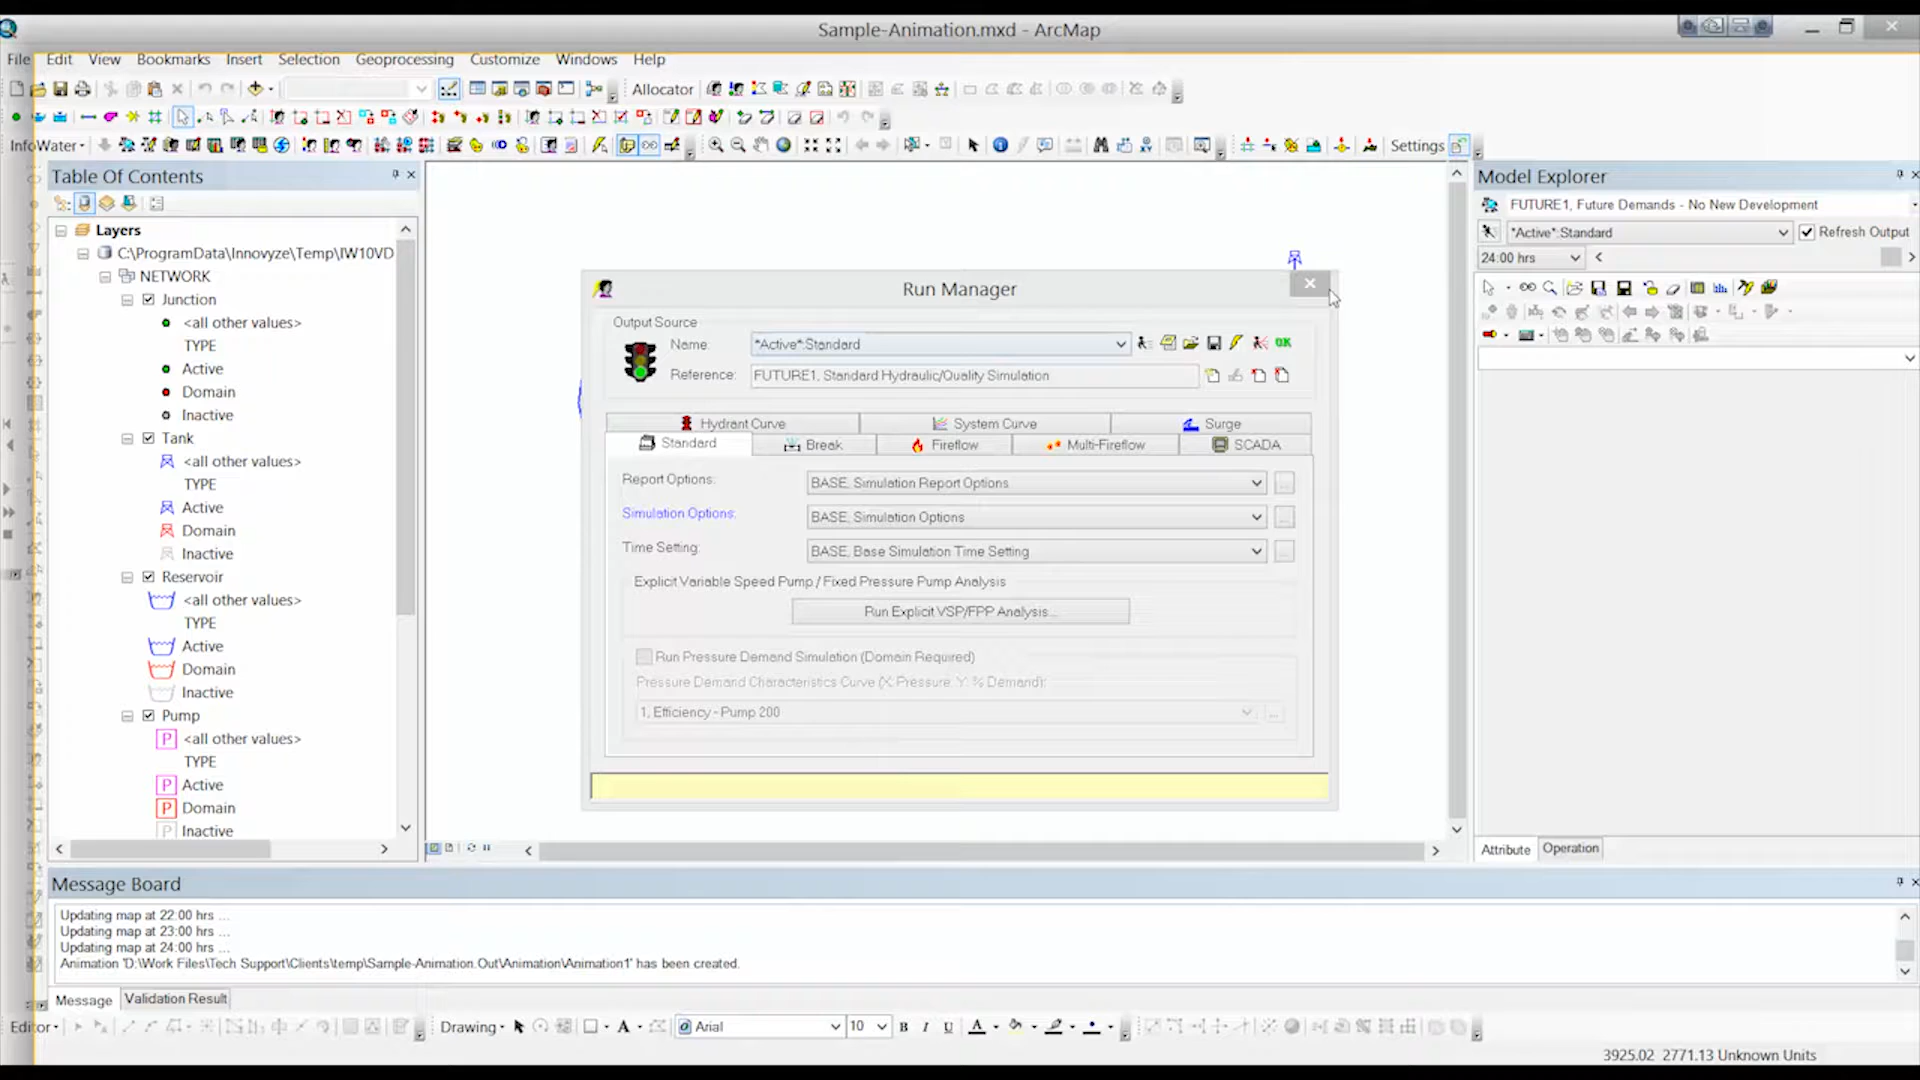 Sample-Animation.mxd - ArcMap
File Edit View Bookmarks Insert Selection Geoprocessing Customize Windows Help
Allocator
InfoWater
Settings
Table Of Contents
Layers
C:\ProgramData\Innovyze\Temp\IW10VD
NETWORK
Junction
<all other values>
TYPE
Active
Domain
Inactive
Tank
<all other values>
TYPE
Active
Domain
Inactive
Reservoir
<all other values>
TYPE
Active
Domain
Inactive
Pump
<all other values>
TYPE
Active
Domain
Inactive
Run Manager
Output Source
Name: *Active*:Standard
OK
Reference: FUTURE1, Standard Hydraulic/Quality Simulation
Hydrant Curve System Curve Surge
Standard Break Fireflow Multi-Fireflow SCADA
Report Options: BASE, Simulation Report Options ...
Simulation Options: BASE, Simulation Options ...
Time Setting: BASE, Base Simulation Time Setting ...
Explicit Variable Speed Pump / Fixed Pressure Pump Analysis
Run Explicit VSP/FPP Analysis...
Run Pressure Demand Simulation (Domain Required)
Pressure Demand Characteristics Curve (X: Pressure: Y: % Demand):
1, Efficiency - Pump 200 ...
Model Explorer
FUTURE1, Future Demands - No New Development
*Active*:Standard Refresh Output
24:00 hrs
Attribute Operation
Message Board
Updating map at 22:00 hrs ...
Updating map at 23:00 hrs ...
Updating map at 24:00 hrs ...
Animation 'D:\Work Files\Tech Support\Clients\temp\Sample-Animation.Out\Animation\Animation1' has been created.
Message Validation Result
Editor Drawing A Arial 10 B I U A
3925.02 2771.13 Unknown Units